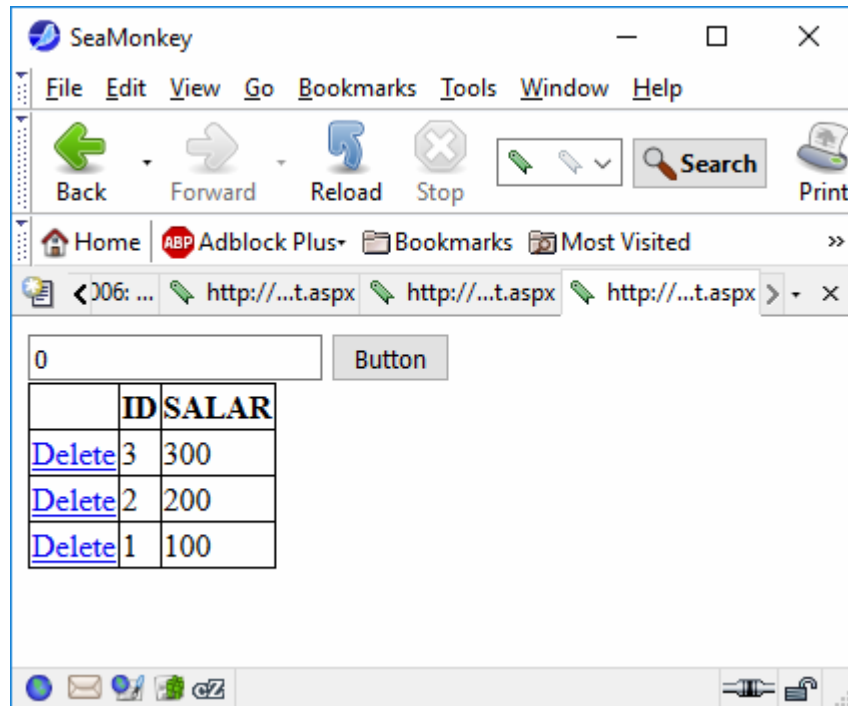 SeaMonkey
File Edit View Go Bookmarks Tools Window Help
Back Forward Reload Stop Search Print
Home ABP Adblock Plus Bookmarks Most Visited »
006: ... http://...t.aspx http://...t.aspx http://...t.aspx
0 Button
ID SALAR
Delete 3 300
Delete 2 200
Delete 1 100
cZ